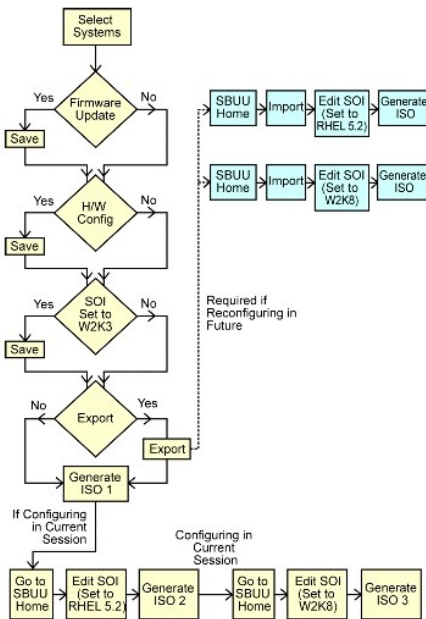 Select
Systems
Yes
Firmware
Update
No
Save
Yes
H/W
Config
No
Save
Yes
SOI
Set to
W2K3
No
Save
No
Export
Yes
Export
Generate
ISO 1
SBUU
Home
Import
Edit SOI
(Set to
RHEL 5.2)
Generate
ISO
SBUU
Home
Import
Edit SOI
(Set to
W2K8)
Generate
ISO
Required if
Reconfiguring in
Future
If Configuring
in Current
Session
Configuring in
Current
Session
Go to
SBUU
Home
Edit SOI
(Set to
RHEL 5.2)
Generate
ISO 2
Go to
SBUU
Home
Edit SOI
(Set to
W2K8)
Generate
ISO 3